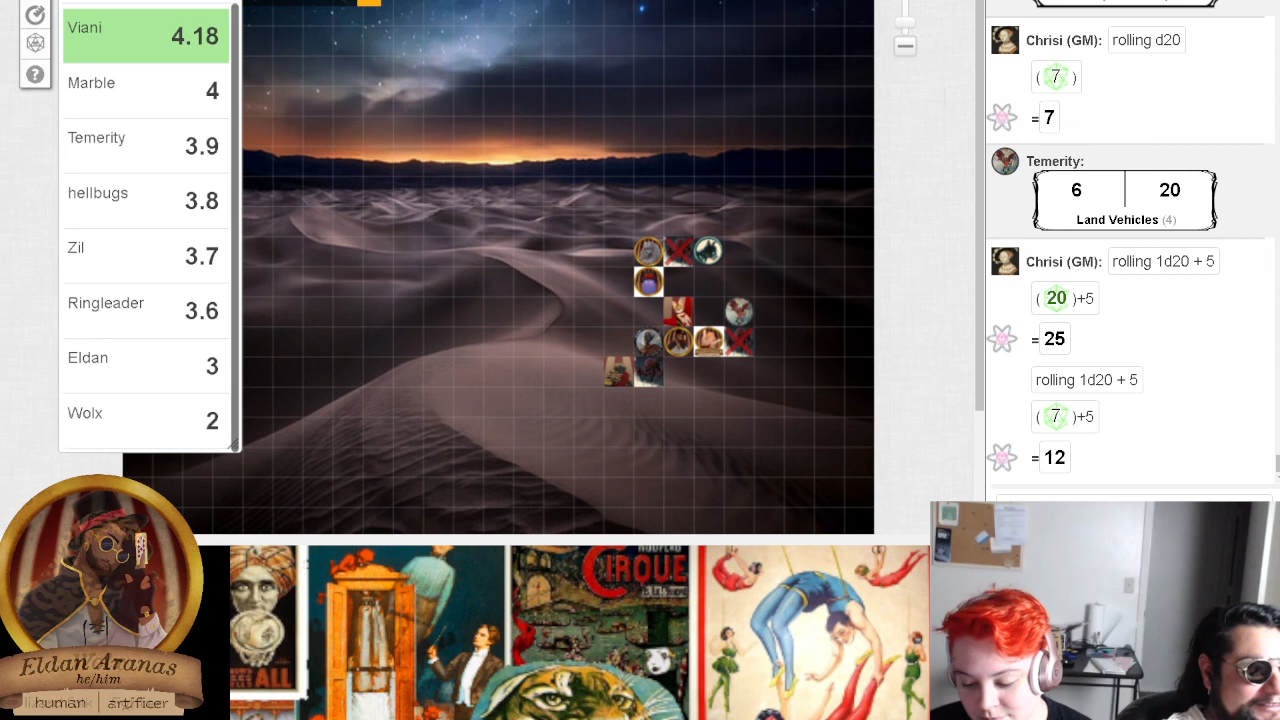 Viani
4.18
Marble
4
Temerity
3.9
hellbugs
3.8
Zil
3.7
Ringleader
3.6
Eldan
3
Wolx
2
Chrisi (GM): rolling d20
( 7 )
=7
Temerity:
6 20
Land Vehicles (4)
Chrisi (GM): rolling 1d20 + 5
( 20 )+5
=25
rolling 1d20 + 5
( 7 )+5
=12
Eldan Aranas
he/him
human | artificer
ALL
CIRQUE